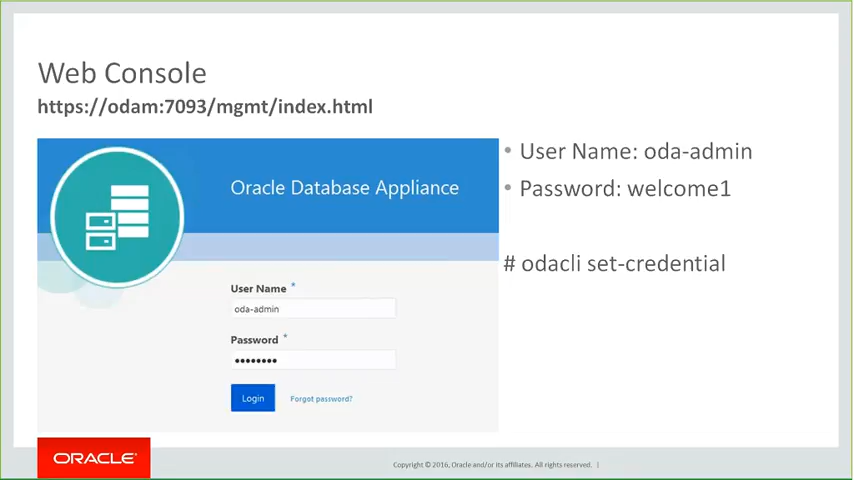 Web Console
https://odam:7093/mgmt/index.html
Oracle Database Appliance
User Name *
oda-admin
Password *
••••••••
Login Forgot password?
• User Name: oda-admin
• Password: welcome1
# odacli set-credential
ORACLE®
Copyright © 2016, Oracle and/or its affiliates. All rights reserved. |